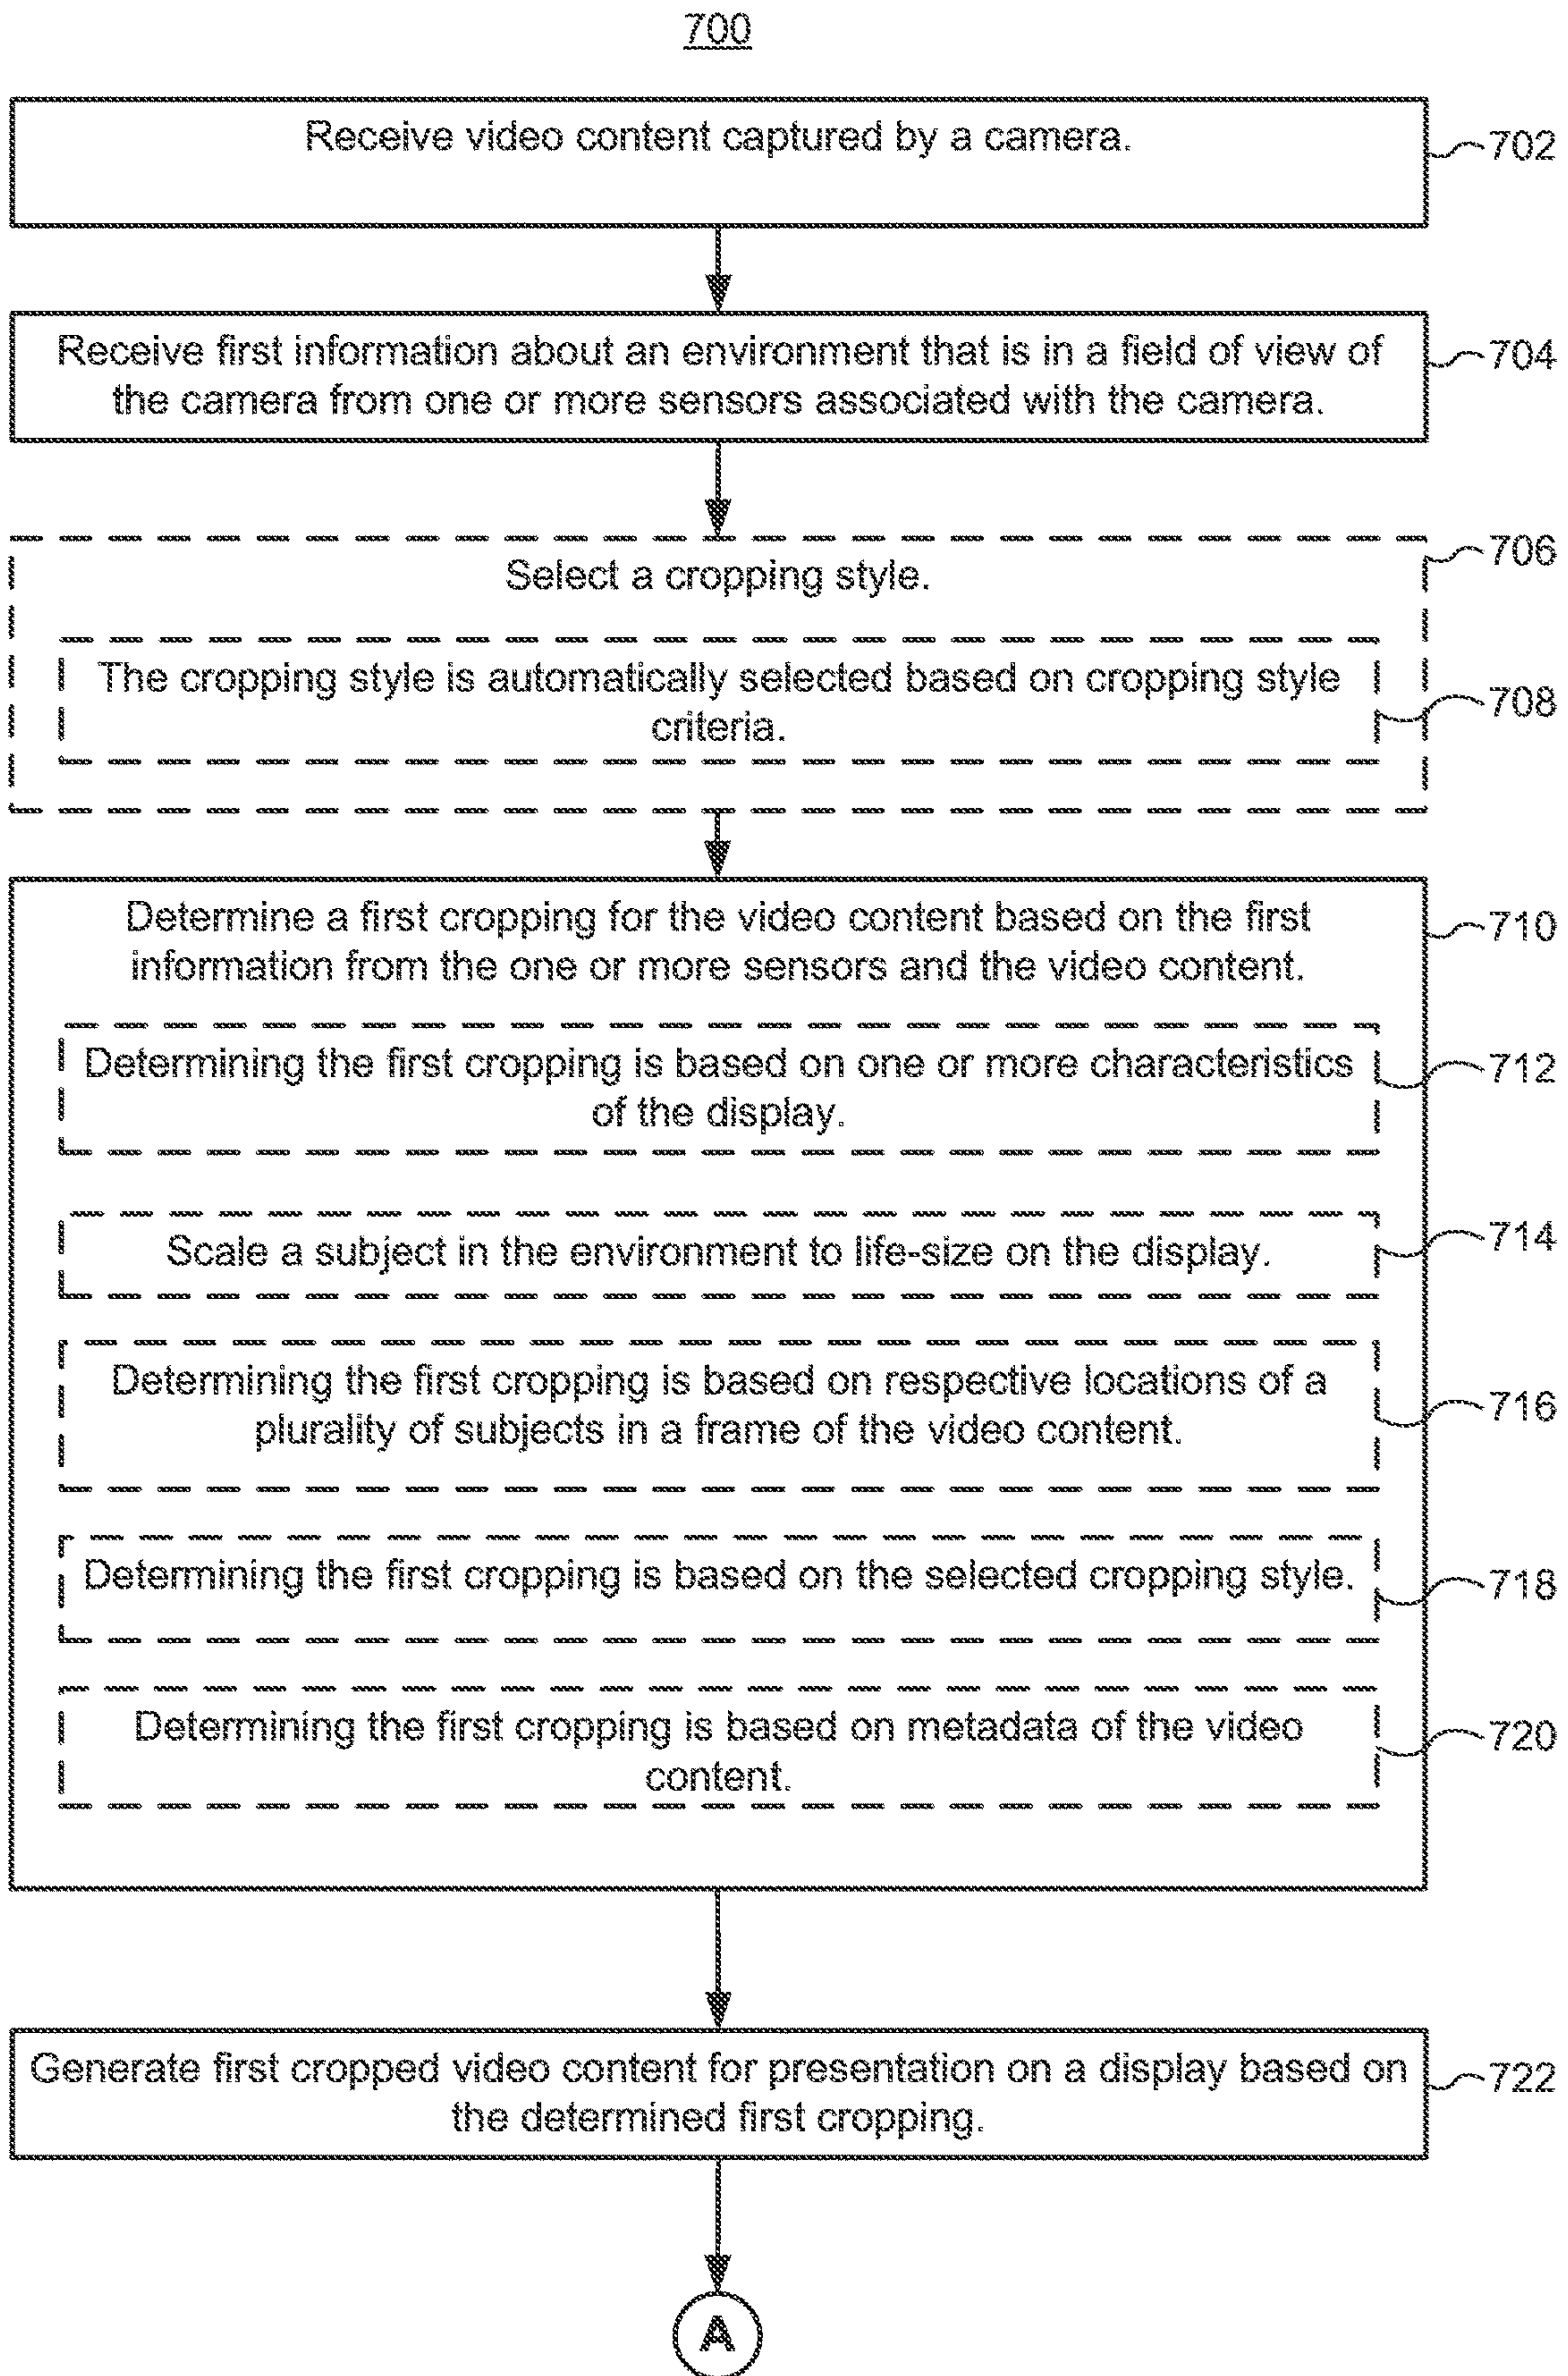 700
Receive video content captured by a camera.
702
Receive first information about an environment that is in a field of view of
the camera from one or more sensors associated with the camera.
704
Select a cropping style.
706
The cropping style is automatically selected based on cropping style
criteria.
708
Determine a first cropping for the video content based on the first
information from the one or more sensors and the video content.
710
Determining the first cropping is based on one or more characteristics
of the display.
712
Scale a subject in the environment to life-size on the display.
714
Determining the first cropping is based on respective locations of a
plurality of subjects in a frame of the video content.
716
Determining the first cropping is based on the selected cropping style.
718
Determining the first cropping is based on metadata of the video
content.
720
Generate first cropped video content for presentation on a display based on
the determined first cropping.
722
A